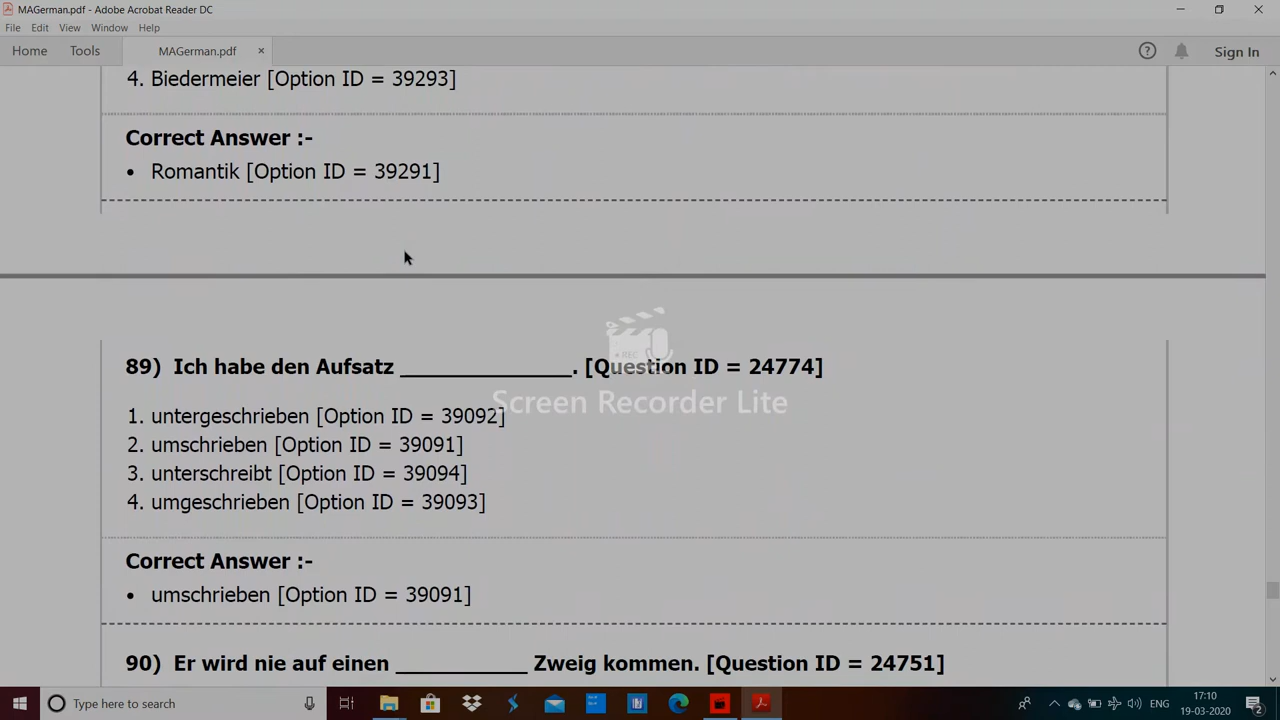 MAGerman.pdf - Adobe Acrobat Reader DC
File Edit View Window Help
Home Tools MAGerman.pdf × ? Sign In
4. Biedermeier [Option ID = 39293]
Correct Answer :-
• Romantik [Option ID = 39291]
89) Ich habe den Aufsatz ______________. [Question ID = 24774]
REC
Screen Recorder Lite
1. untergeschrieben [Option ID = 39092]
2. umschrieben [Option ID = 39091]
3. unterschreibt [Option ID = 39094]
4. umgeschrieben [Option ID = 39093]
Correct Answer :-
• umschrieben [Option ID = 39091]
90) Er wird nie auf einen ___________ Zweig kommen. [Question ID = 24751]
Type here to search
ENG
17:10
19-03-2020
2